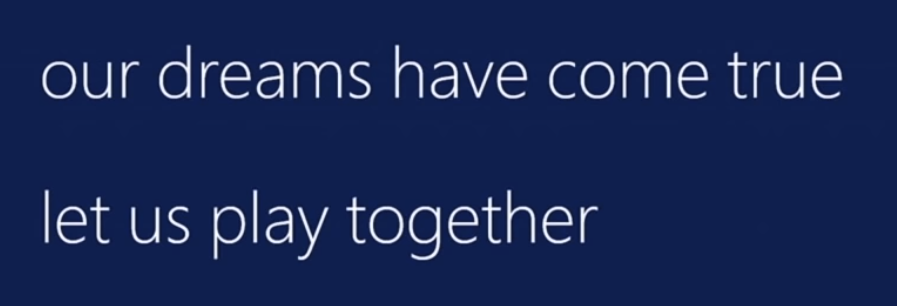 our dreams have come true
let us play together